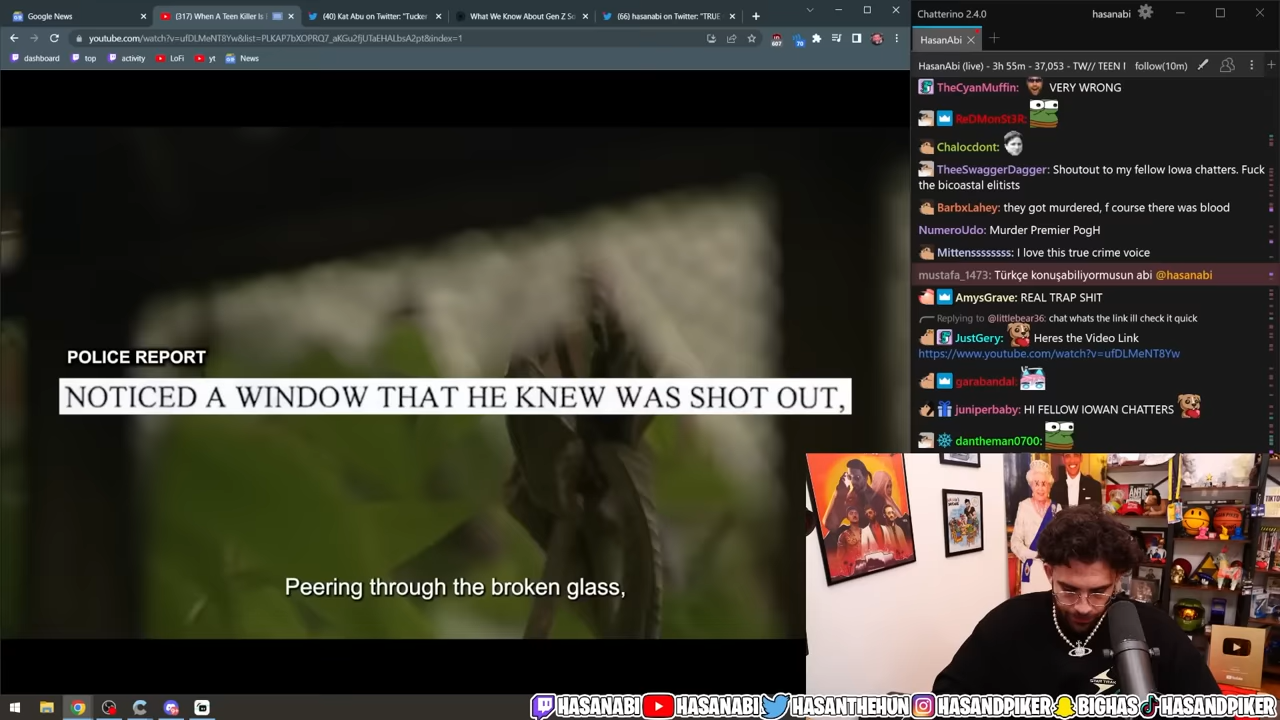 Google News
(317) When A Teen Killer Is
(40) Kat Abu on Twitter: "Tucker
What We Know About Gen Z So
(66) hasanabi on Twitter: "TRUE
youtube.com/watch?v=ufDLMeNT8Yw&list=PLKAP7bXOPRQ7_aKGu2fJUTaEHALbsA2pt&index=1
dashboard
top
activity
LoFi
yt
News
POLICE REPORT
NOTICED A WINDOW THAT HE KNEW WAS SHOT OUT,
Peering through the broken glass,
Chatterino 2.4.0
hasanabi
HasanAbi
HasanAbi (live) - 3h 55m - 37,053 - TW// TEEN
follow(10m)
TheCyanMuffin: VERY WRONG
ReDMonSt3R:
Chalocdont:
TheeSwaggerDagger: Shoutout to my fellow Iowa chatters. Fuck
the bicoastal elitists
BarbxLahey: they got murdered, f course there was blood
NumeroUdo: Murder Premier PogH
Mittenssssssss: I love this true crime voice
mustafa_1473: Türkçe konuşabiliyormusun abi @hasanabi
AmysGrave: REAL TRAP SHIT
Replying to @littlebear36: chat whats the link ill check it quick
JustGery: Heres the Video Link
https://www.youtube.com/watch?v=ufDLMeNT8Yw
garabandal:
juniperbaby: HI FELLOW IOWAN CHATTERS
dantheman0700:
HASANABI HASANABI HASANTHEHUN HASANDPIKER BIGHAS HASANDPIKER